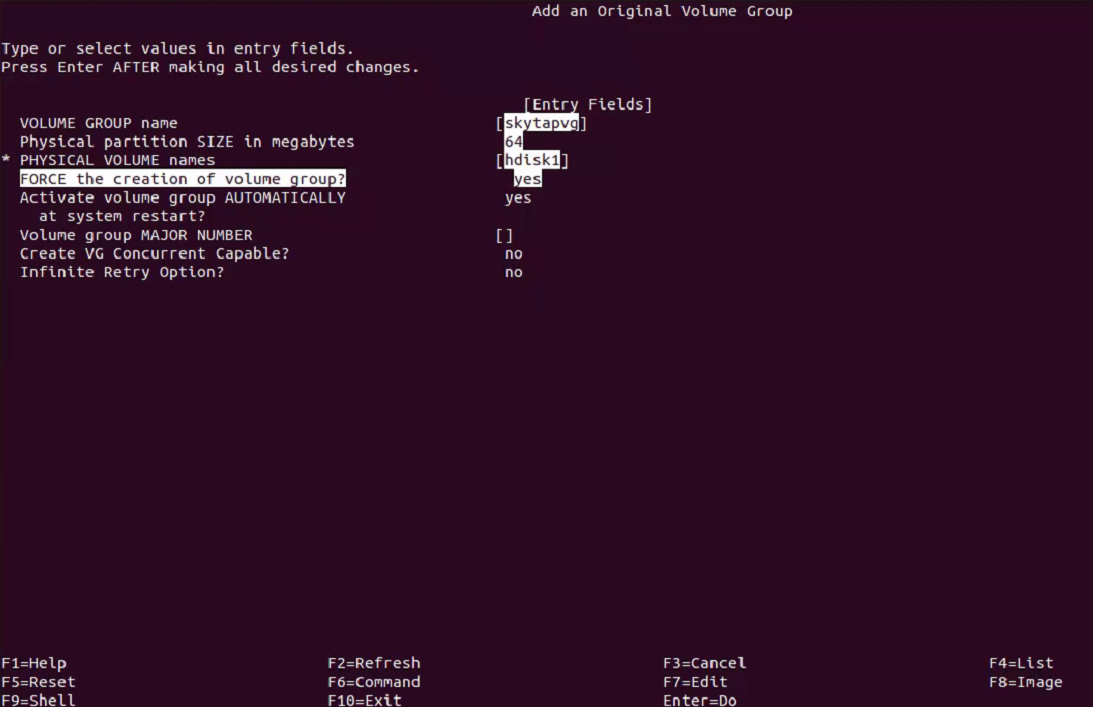 Add an Original Volume Group
Type or select values in entry fields.
Press Enter AFTER making all desired changes.
[Entry Fields]
VOLUME GROUP name [skytapvg]
Physical partition SIZE in megabytes 64
* PHYSICAL VOLUME names [hdisk1]
FORCE the creation of volume group? yes
Activate volume group AUTOMATICALLY yes
at system restart?
Volume group MAJOR NUMBER []
Create VG Concurrent Capable? no
Infinite Retry Option? no
F1=Help F2=Refresh F3=Cancel F4=List
F5=Reset F6=Command F7=Edit F8=Image
F9=Shell F10=Exit Enter=Do